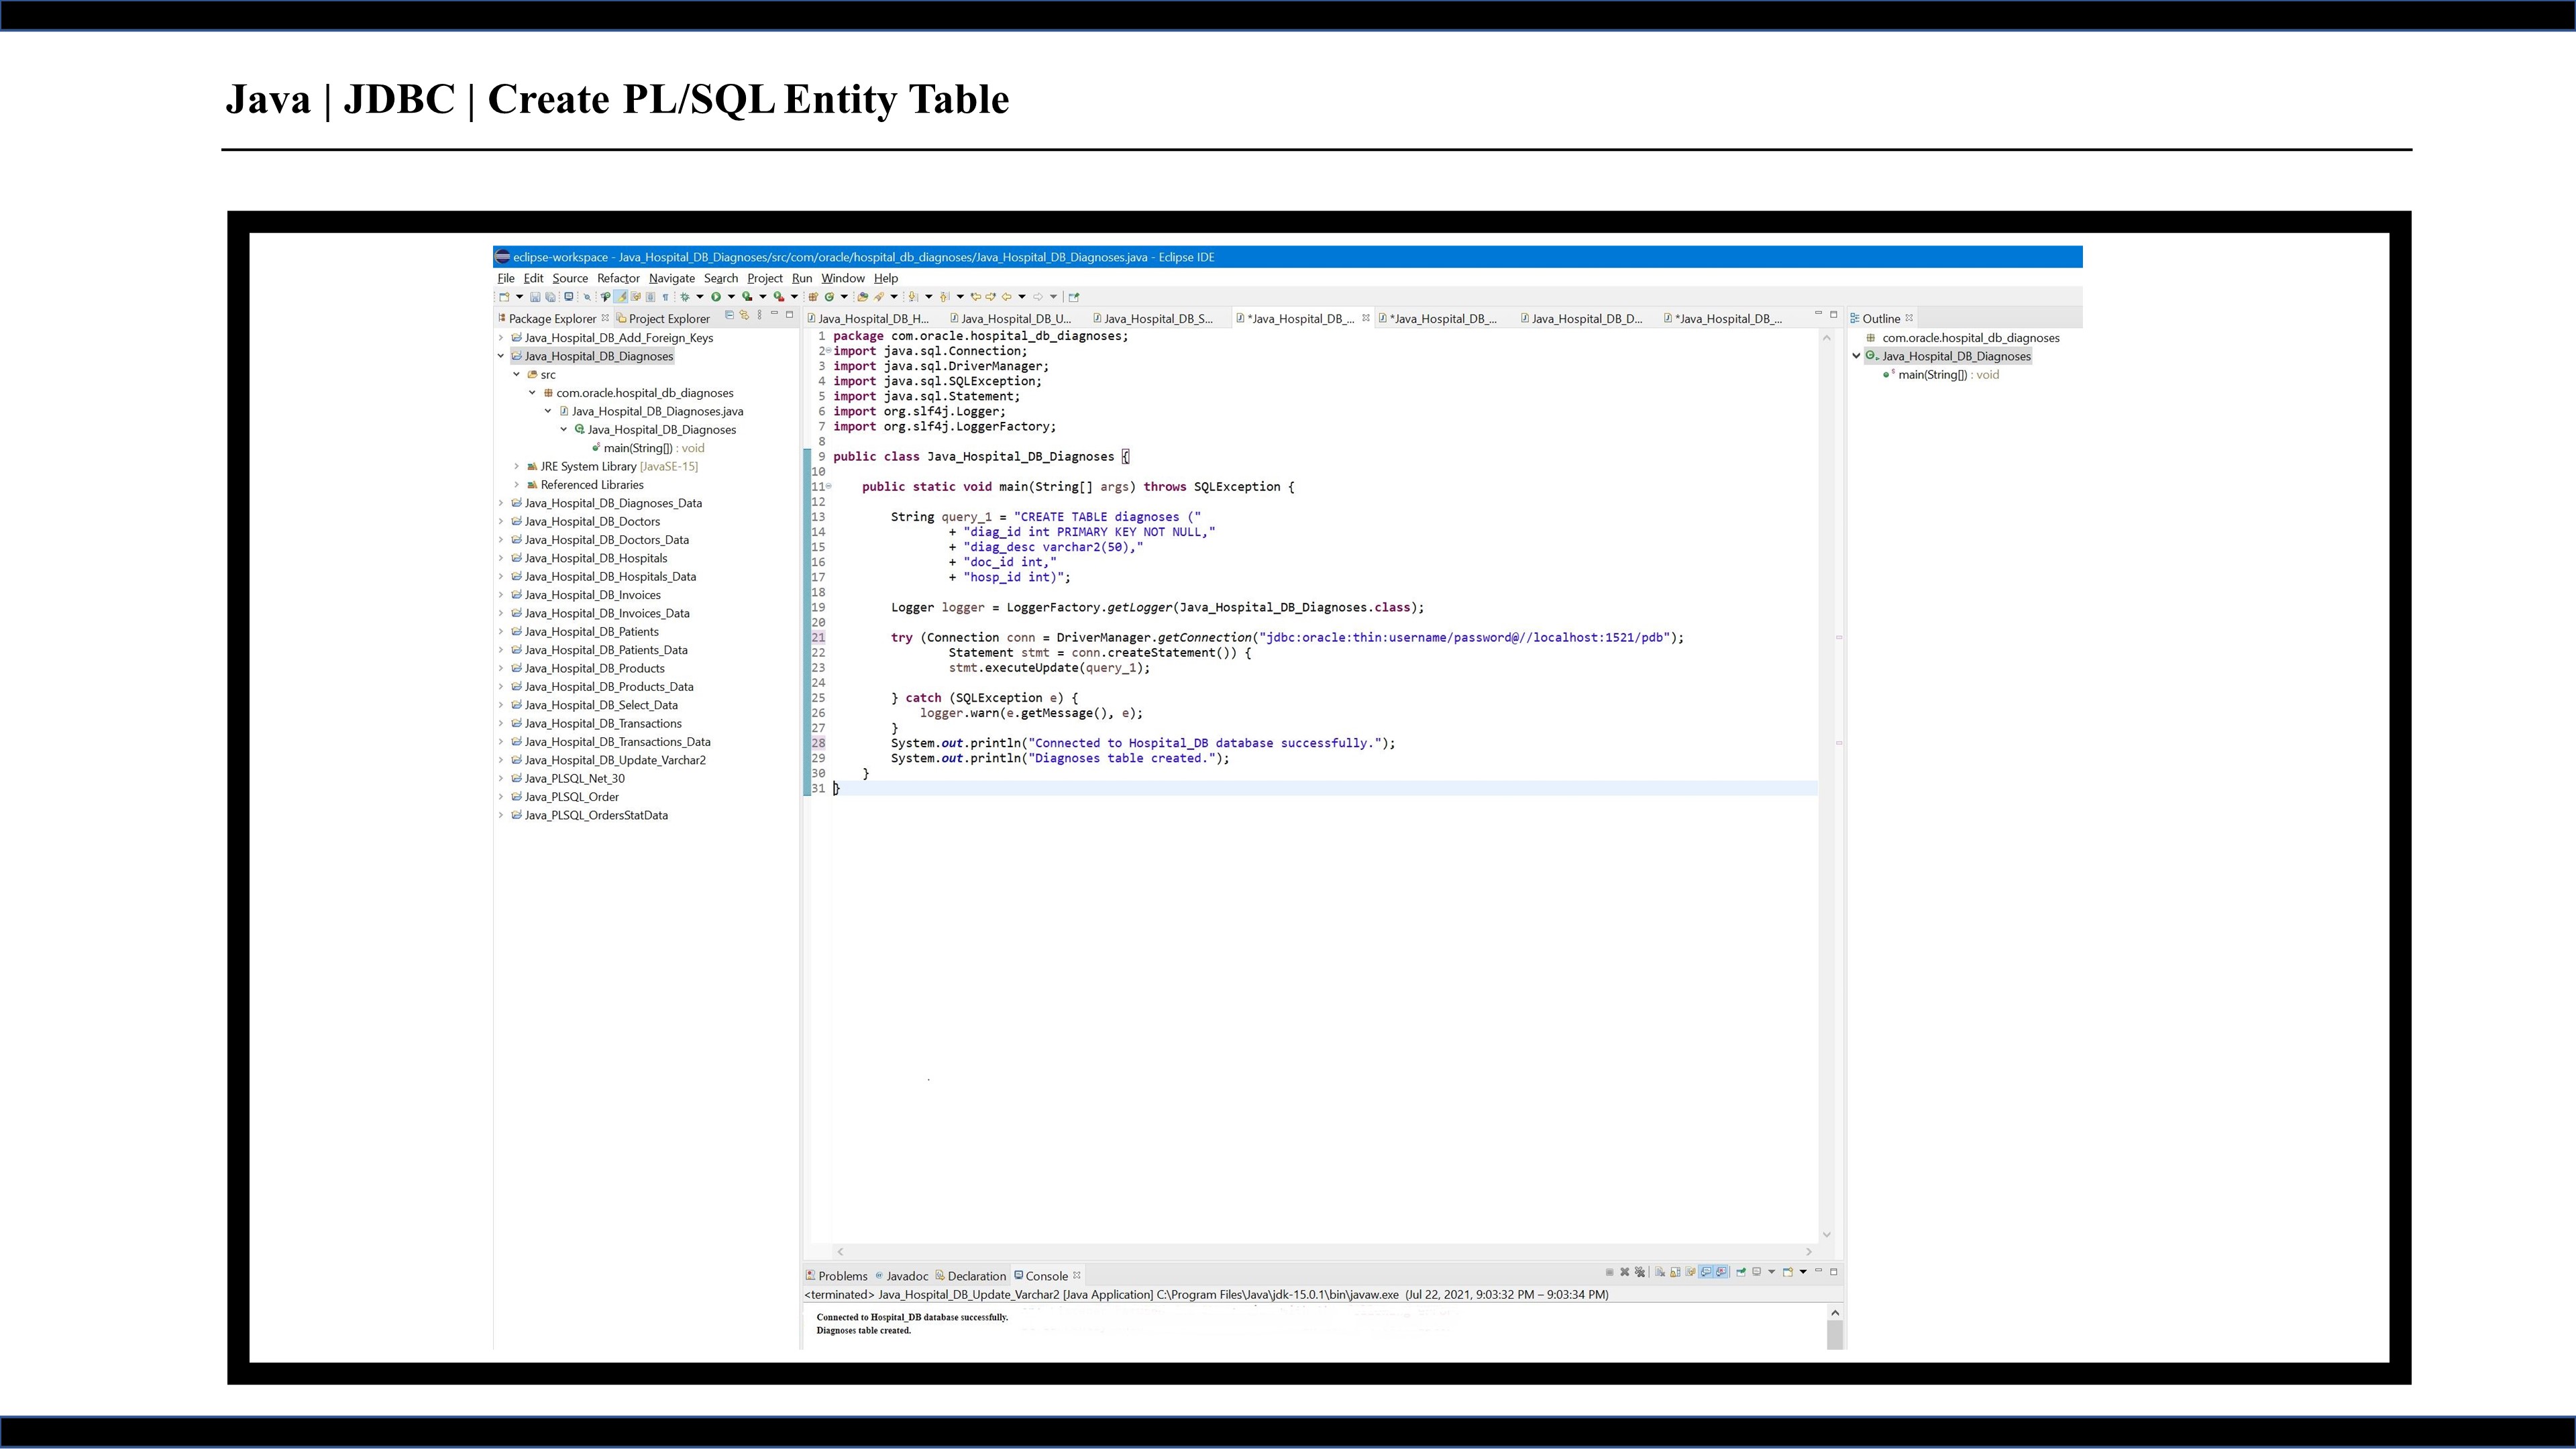 Java | JDBC | Create PL/SQL Entity Table
eclipse-workspace - Java_Hospital_DB_Diagnoses/src/com/oracle/hospital_db_diagnoses/Java_Hospital_DB_Diagnoses.java - Eclipse IDE
File Edit Source Refactor Navigate Search Project Run Window Help
Package Explorer Project Explorer
Java_Hospital_DB_Add_Foreign_Keys
Java_Hospital_DB_Diagnoses
src
com.oracle.hospital_db_diagnoses
Java_Hospital_DB_Diagnoses.java
Java_Hospital_DB_Diagnoses
main(String[]) : void
JRE System Library [JavaSE-15]
Referenced Libraries
Java_Hospital_DB_Diagnoses_Data
Java_Hospital_DB_Doctors
Java_Hospital_DB_Doctors_Data
Java_Hospital_DB_Hospitals
Java_Hospital_DB_Hospitals_Data
Java_Hospital_DB_Invoices
Java_Hospital_DB_Invoices_Data
Java_Hospital_DB_Patients
Java_Hospital_DB_Patients_Data
Java_Hospital_DB_Products
Java_Hospital_DB_Products_Data
Java_Hospital_DB_Select_Data
Java_Hospital_DB_Transactions
Java_Hospital_DB_Transactions_Data
Java_Hospital_DB_Update_Varchar2
Java_PLSQL_Net_30
Java_PLSQL_Order
Java_PLSQL_OrdersStatData
Java_Hospital_DB_H... Java_Hospital_DB_U... Java_Hospital_DB_S... *Java_Hospital_DB_... *Java_Hospital_DB_... Java_Hospital_DB_D... *Java_Hospital_DB_...
1 package com.oracle.hospital_db_diagnoses;
2 import java.sql.Connection;
3 import java.sql.DriverManager;
4 import java.sql.SQLException;
5 import java.sql.Statement;
6 import org.slf4j.Logger;
7 import org.slf4j.LoggerFactory;
8
9 public class Java_Hospital_DB_Diagnoses {
10
11 public static void main(String[] args) throws SQLException {
12
13 String query_1 = "CREATE TABLE diagnoses ("
14 + "diag_id int PRIMARY KEY NOT NULL,"
15 + "diag_desc varchar2(50),"
16 + "doc_id int,"
17 + "hosp_id int)";
18
19 Logger logger = LoggerFactory.getLogger(Java_Hospital_DB_Diagnoses.class);
20
21 try (Connection conn = DriverManager.getConnection("jdbc:oracle:thin:username/password@//localhost:1521/pdb");
22 Statement stmt = conn.createStatement()) {
23 stmt.executeUpdate(query_1);
24
25 } catch (SQLException e) {
26 logger.warn(e.getMessage(), e);
27 }
28 System.out.println("Connected to Hospital_DB database successfully.");
29 System.out.println("Diagnoses table created.");
30 }
31 }
Outline
com.oracle.hospital_db_diagnoses
Java_Hospital_DB_Diagnoses
main(String[]) : void
Problems Javadoc Declaration Console
<terminated> Java_Hospital_DB_Update_Varchar2 [Java Application] C:\Program Files\Java\jdk-15.0.1\bin\javaw.exe (Jul 22, 2021, 9:03:32 PM – 9:03:34 PM)
Connected to Hospital_DB database successfully.
Diagnoses table created.